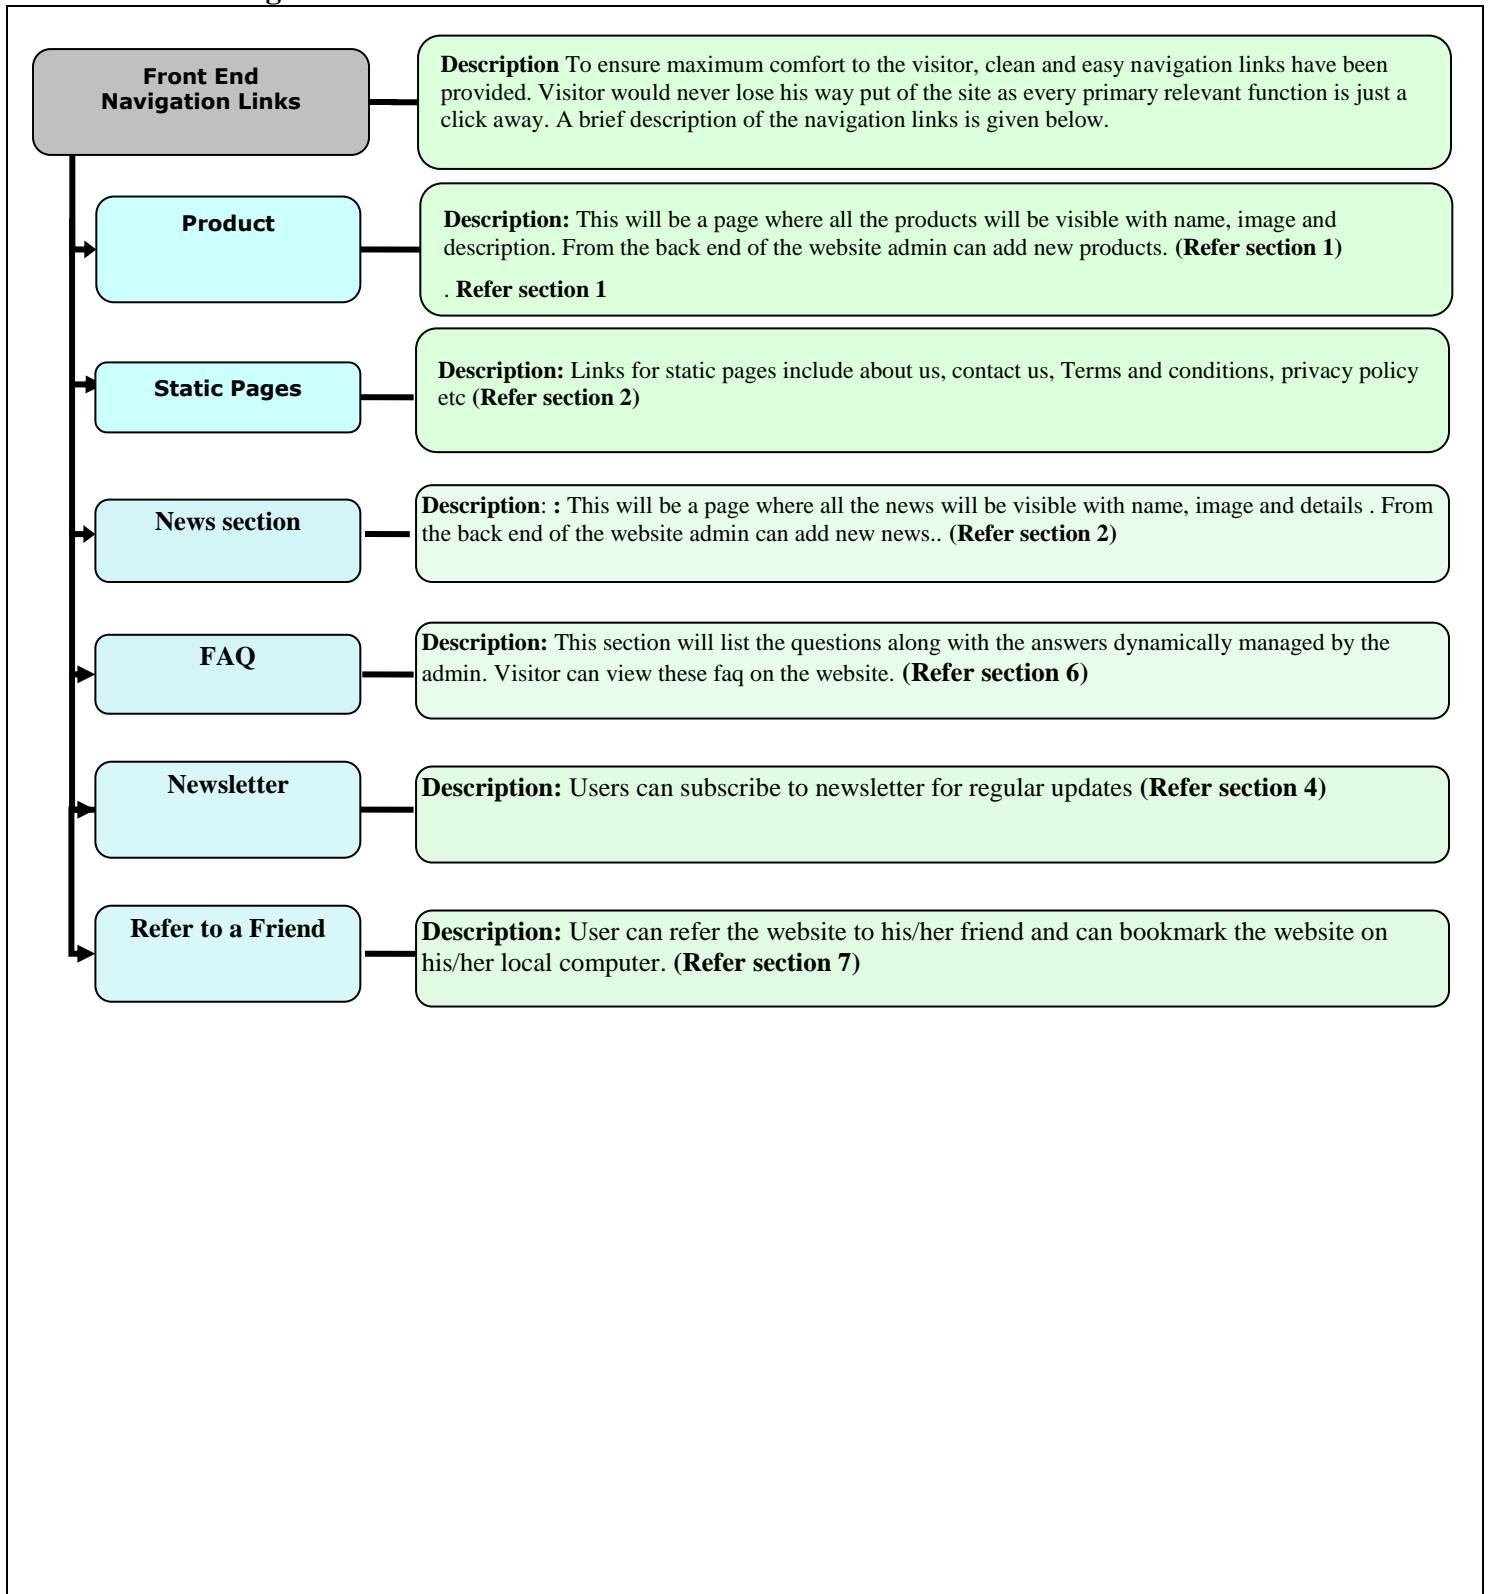 Front End
Navigation Links
Description To ensure maximum comfort to the visitor, clean and easy navigation links have been
provided. Visitor would never lose his way put of the site as every primary relevant function is just a
click away. A brief description of the navigation links is given below.
Product
Description: This will be a page where all the products will be visible with name, image and
description. From the back end of the website admin can add new products. (Refer section 1)
. Refer section 1
Static Pages
Description: Links for static pages include about us, contact us, Terms and conditions, privacy policy
etc (Refer section 2)
News section
Description: : This will be a page where all the news will be visible with name, image and details . From
the back end of the website admin can add new news.. (Refer section 2)
FAQ
Description: This section will list the questions along with the answers dynamically managed by the
admin. Visitor can view these faq on the website. (Refer section 6)
Newsletter
Description: Users can subscribe to newsletter for regular updates (Refer section 4)
Refer to a Friend
Description: User can refer the website to his/her friend and can bookmark the website on
his/her local computer. (Refer section 7)